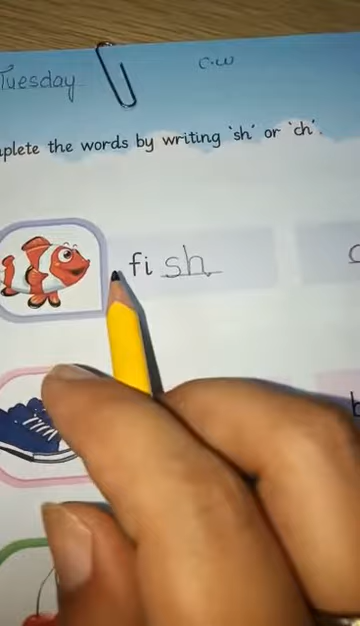 Tuesday
c.w
plete the words by writing 'sh' or 'ch'.
fi sh